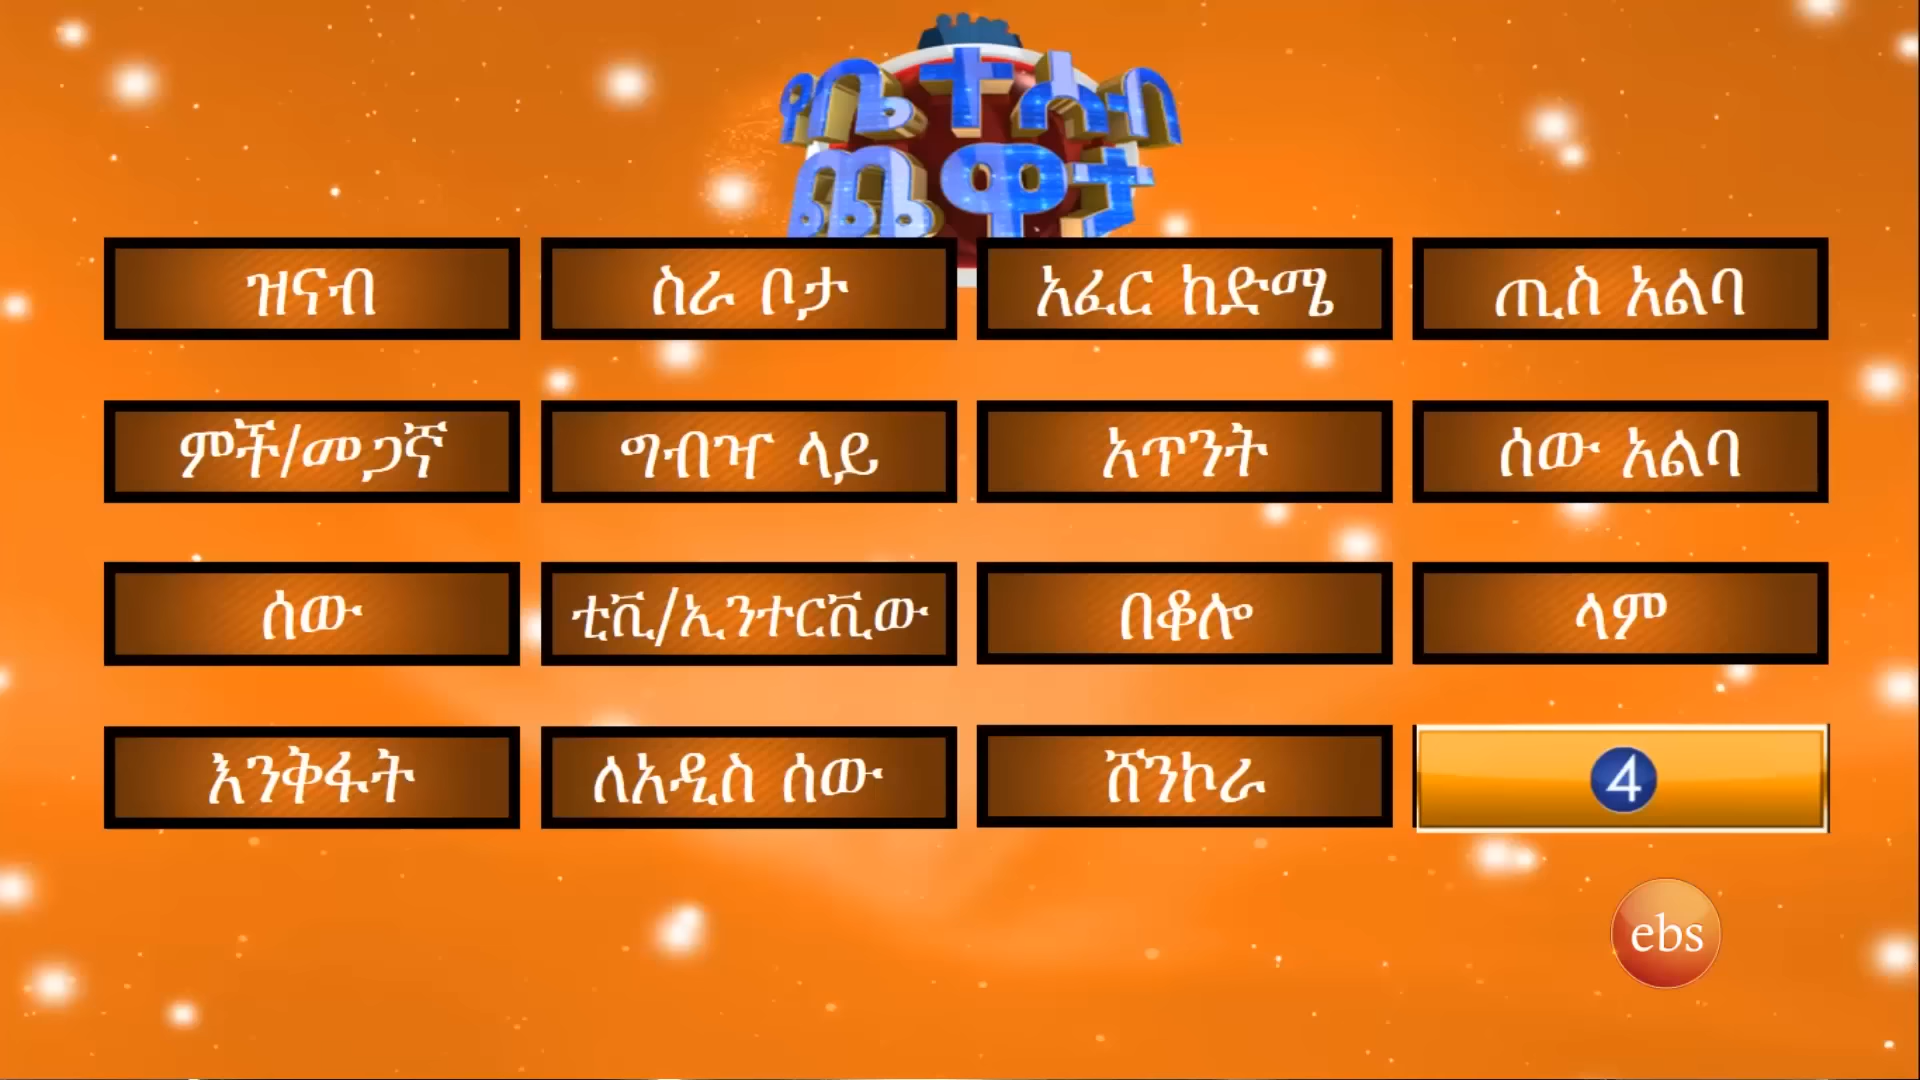 የቤተሰብ
ጨዋታ
ዝናብ
ስራ ቦታ
አፈር ከድሜ
ጢስ አልባ
ምች/መጋኛ
ግብዣ ላይ
አጥንት
ሰው አልባ
ሰው
ቲቪ/ኢንተርቪው
በቆሎ
ላም
እንቅፋት
ለአዲስ ሰው
ሸንኮራ
4
ebs